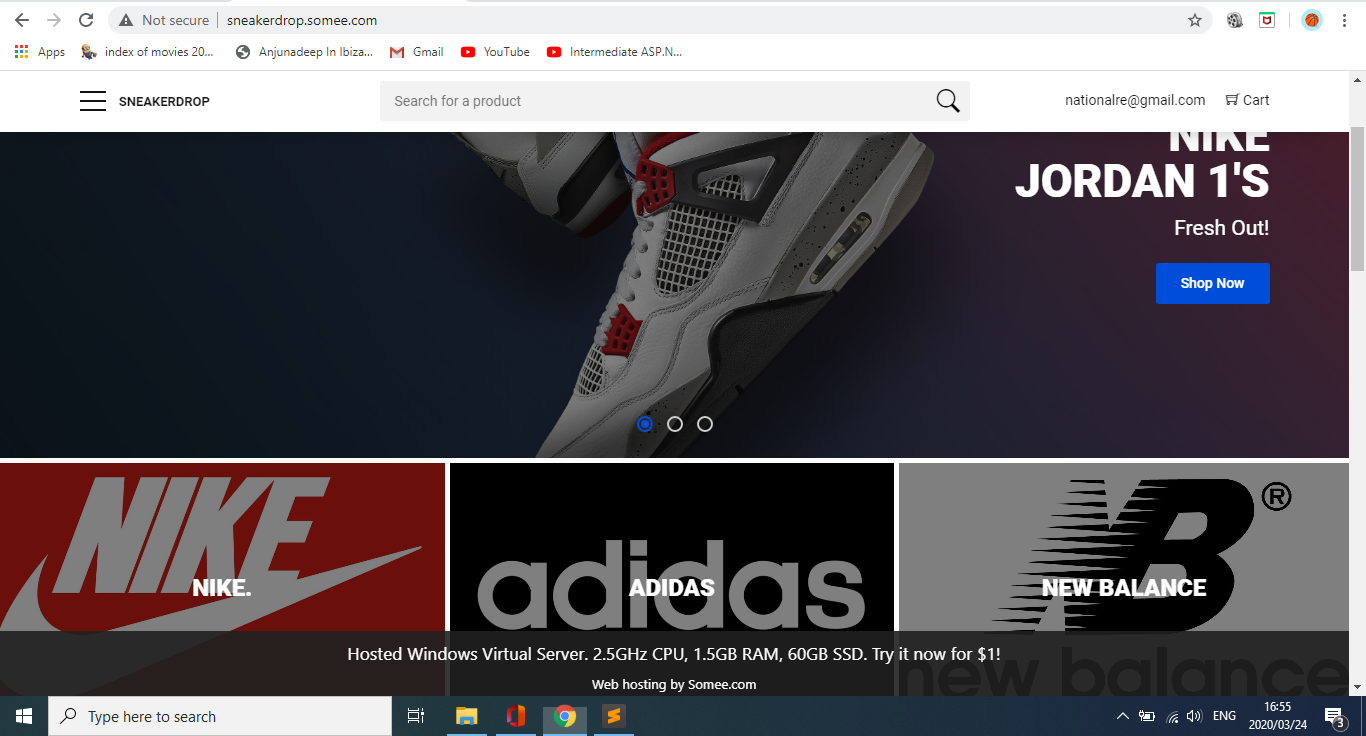 Not secure sneakerdrop.somee.com
Apps index of movies 20... Anjunadeep In Ibiza... Gmail YouTube Intermediate ASP.N...
SNEAKERDROP Search for a product nationalre@gmail.com Cart
NIKE
JORDAN 1'S
Fresh Out!
Shop Now
NIKE
adidas
®
NIKE. ADIDAS NEW BALANCE
new balance
Hosted Windows Virtual Server. 2.5GHz CPU, 1.5GB RAM, 60GB SSD. Try it now for $1!
Web hosting by Somee.com
Type here to search ENG 16:55
2020/03/24 3